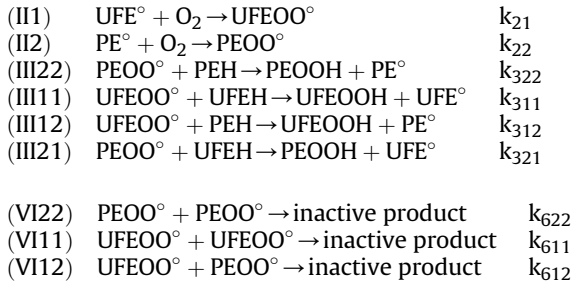 (II1) UFE° + O₂→UFEOO° k₂₁
(II2) PE° + O₂→PEOO° k₂₂
(III22) PEOO° + PEH→PEOOH + PE° k₃₂₂
(III11) UFEOO° + UFEH→UFEOOH + UFE° k₃₁₁
(III12) UFEOO° + PEH→UFEOOH + PE° k₃₁₂
(III21) PEOO° + UFEH→PEOOH + UFE° k₃₂₁
(VI22) PEOO° + PEOO°→inactive product k₆₂₂
(VI11) UFEOO° + UFEOO°→inactive product k₆₁₁
(VI12) UFEOO° + PEOO°→inactive product k₆₁₂